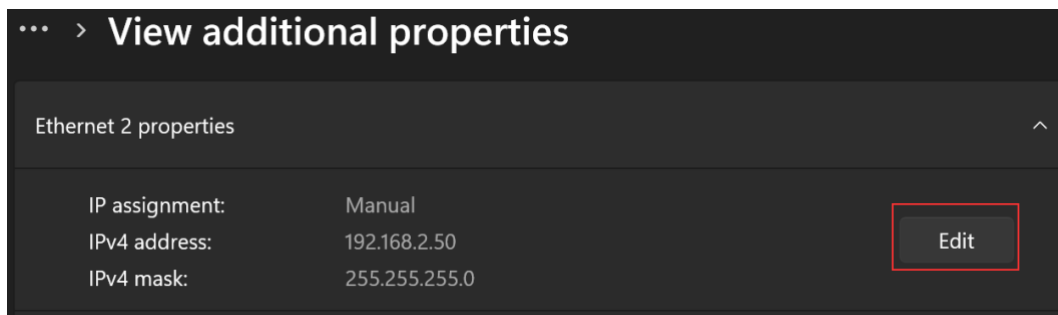 ... > View additional properties
Ethernet 2 properties
IP assignment: Manual
IPv4 address: 192.168.2.50
IPv4 mask: 255.255.255.0
Edit